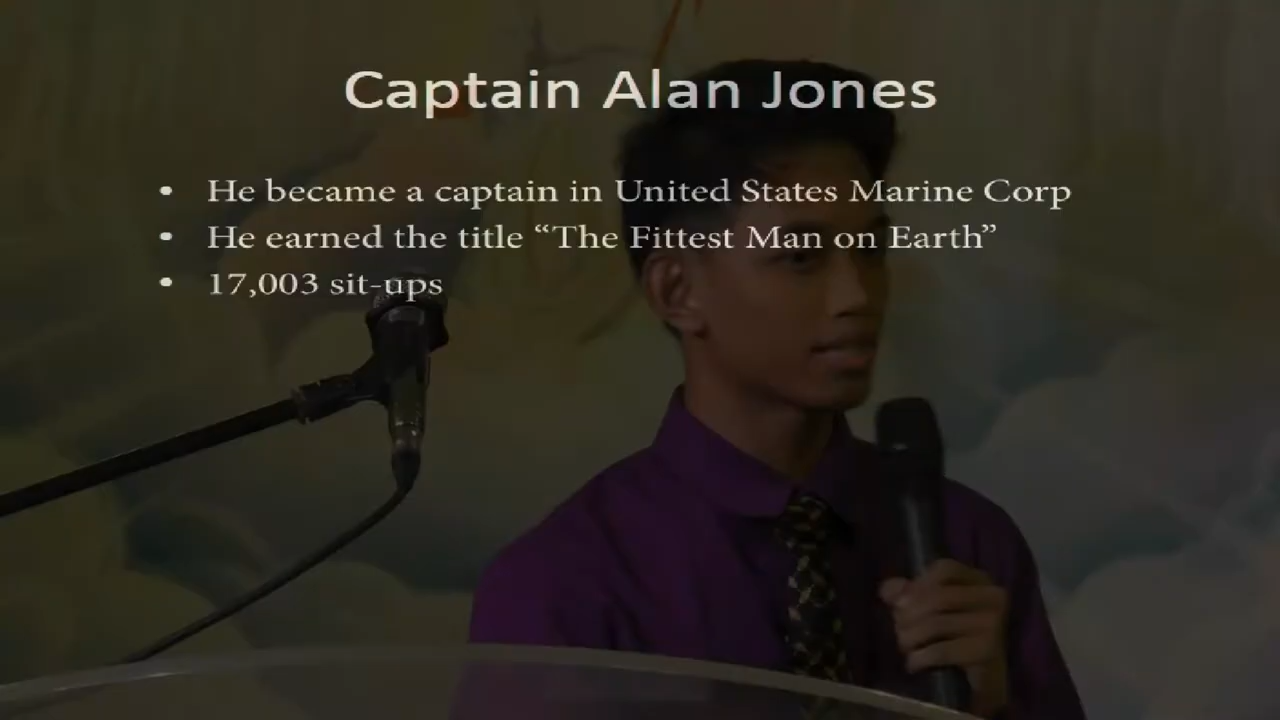 Captain Alan Jones
• He became a captain in United States Marine Corp
• He earned the title “The Fittest Man on Earth”
• 17,003 sit-ups